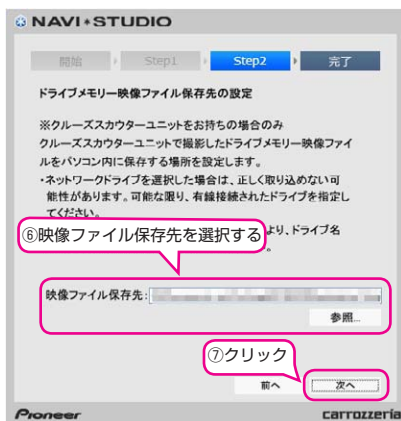 NAVI*STUDIO
開始
Step1
Step2
完了
ドライブメモリー映像ファイル保存先の設定
※クルーズスカウターユニットをお持ちの場合のみ
クルーズスカウターユニットで撮影したドライブメモリー映像ファイ
ルをパソコン内に保存する場所を設定します。
・ネットワークドライブを選択した場合は、正しく取り込めない可
能性があります。可能な限り、有線接続されたドライブを指定し
てください。
より、ドライブ名
⑥映像ファイル保存先を選択する
映像ファイル保存先:
参照...
⑦クリック
前へ
次へ
Pioneer
carrozzeria